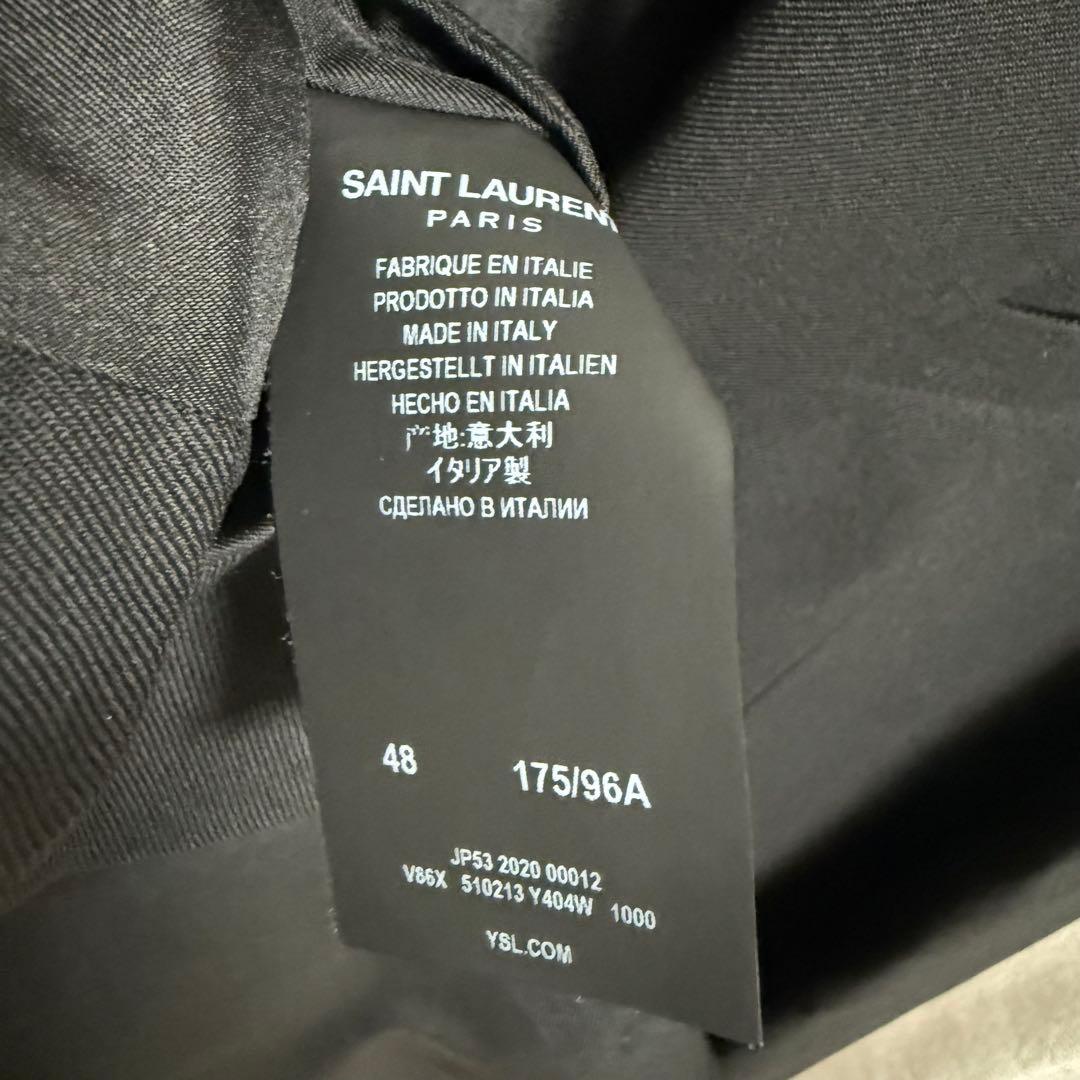 SAINT LAURENT
PARIS
FABRIQUE EN ITALIE
PRODOTTO IN ITALIA
MADE IN ITALY
HERGESTELLT IN ITALIEN
HECHO EN ITALIA
产地:意大利
イタリア製
СДЕЛАНО В ИТАЛИИ
48 175/96A
JP53 2020 00012
V86X 510213 Y404W 1000
YSL.COM